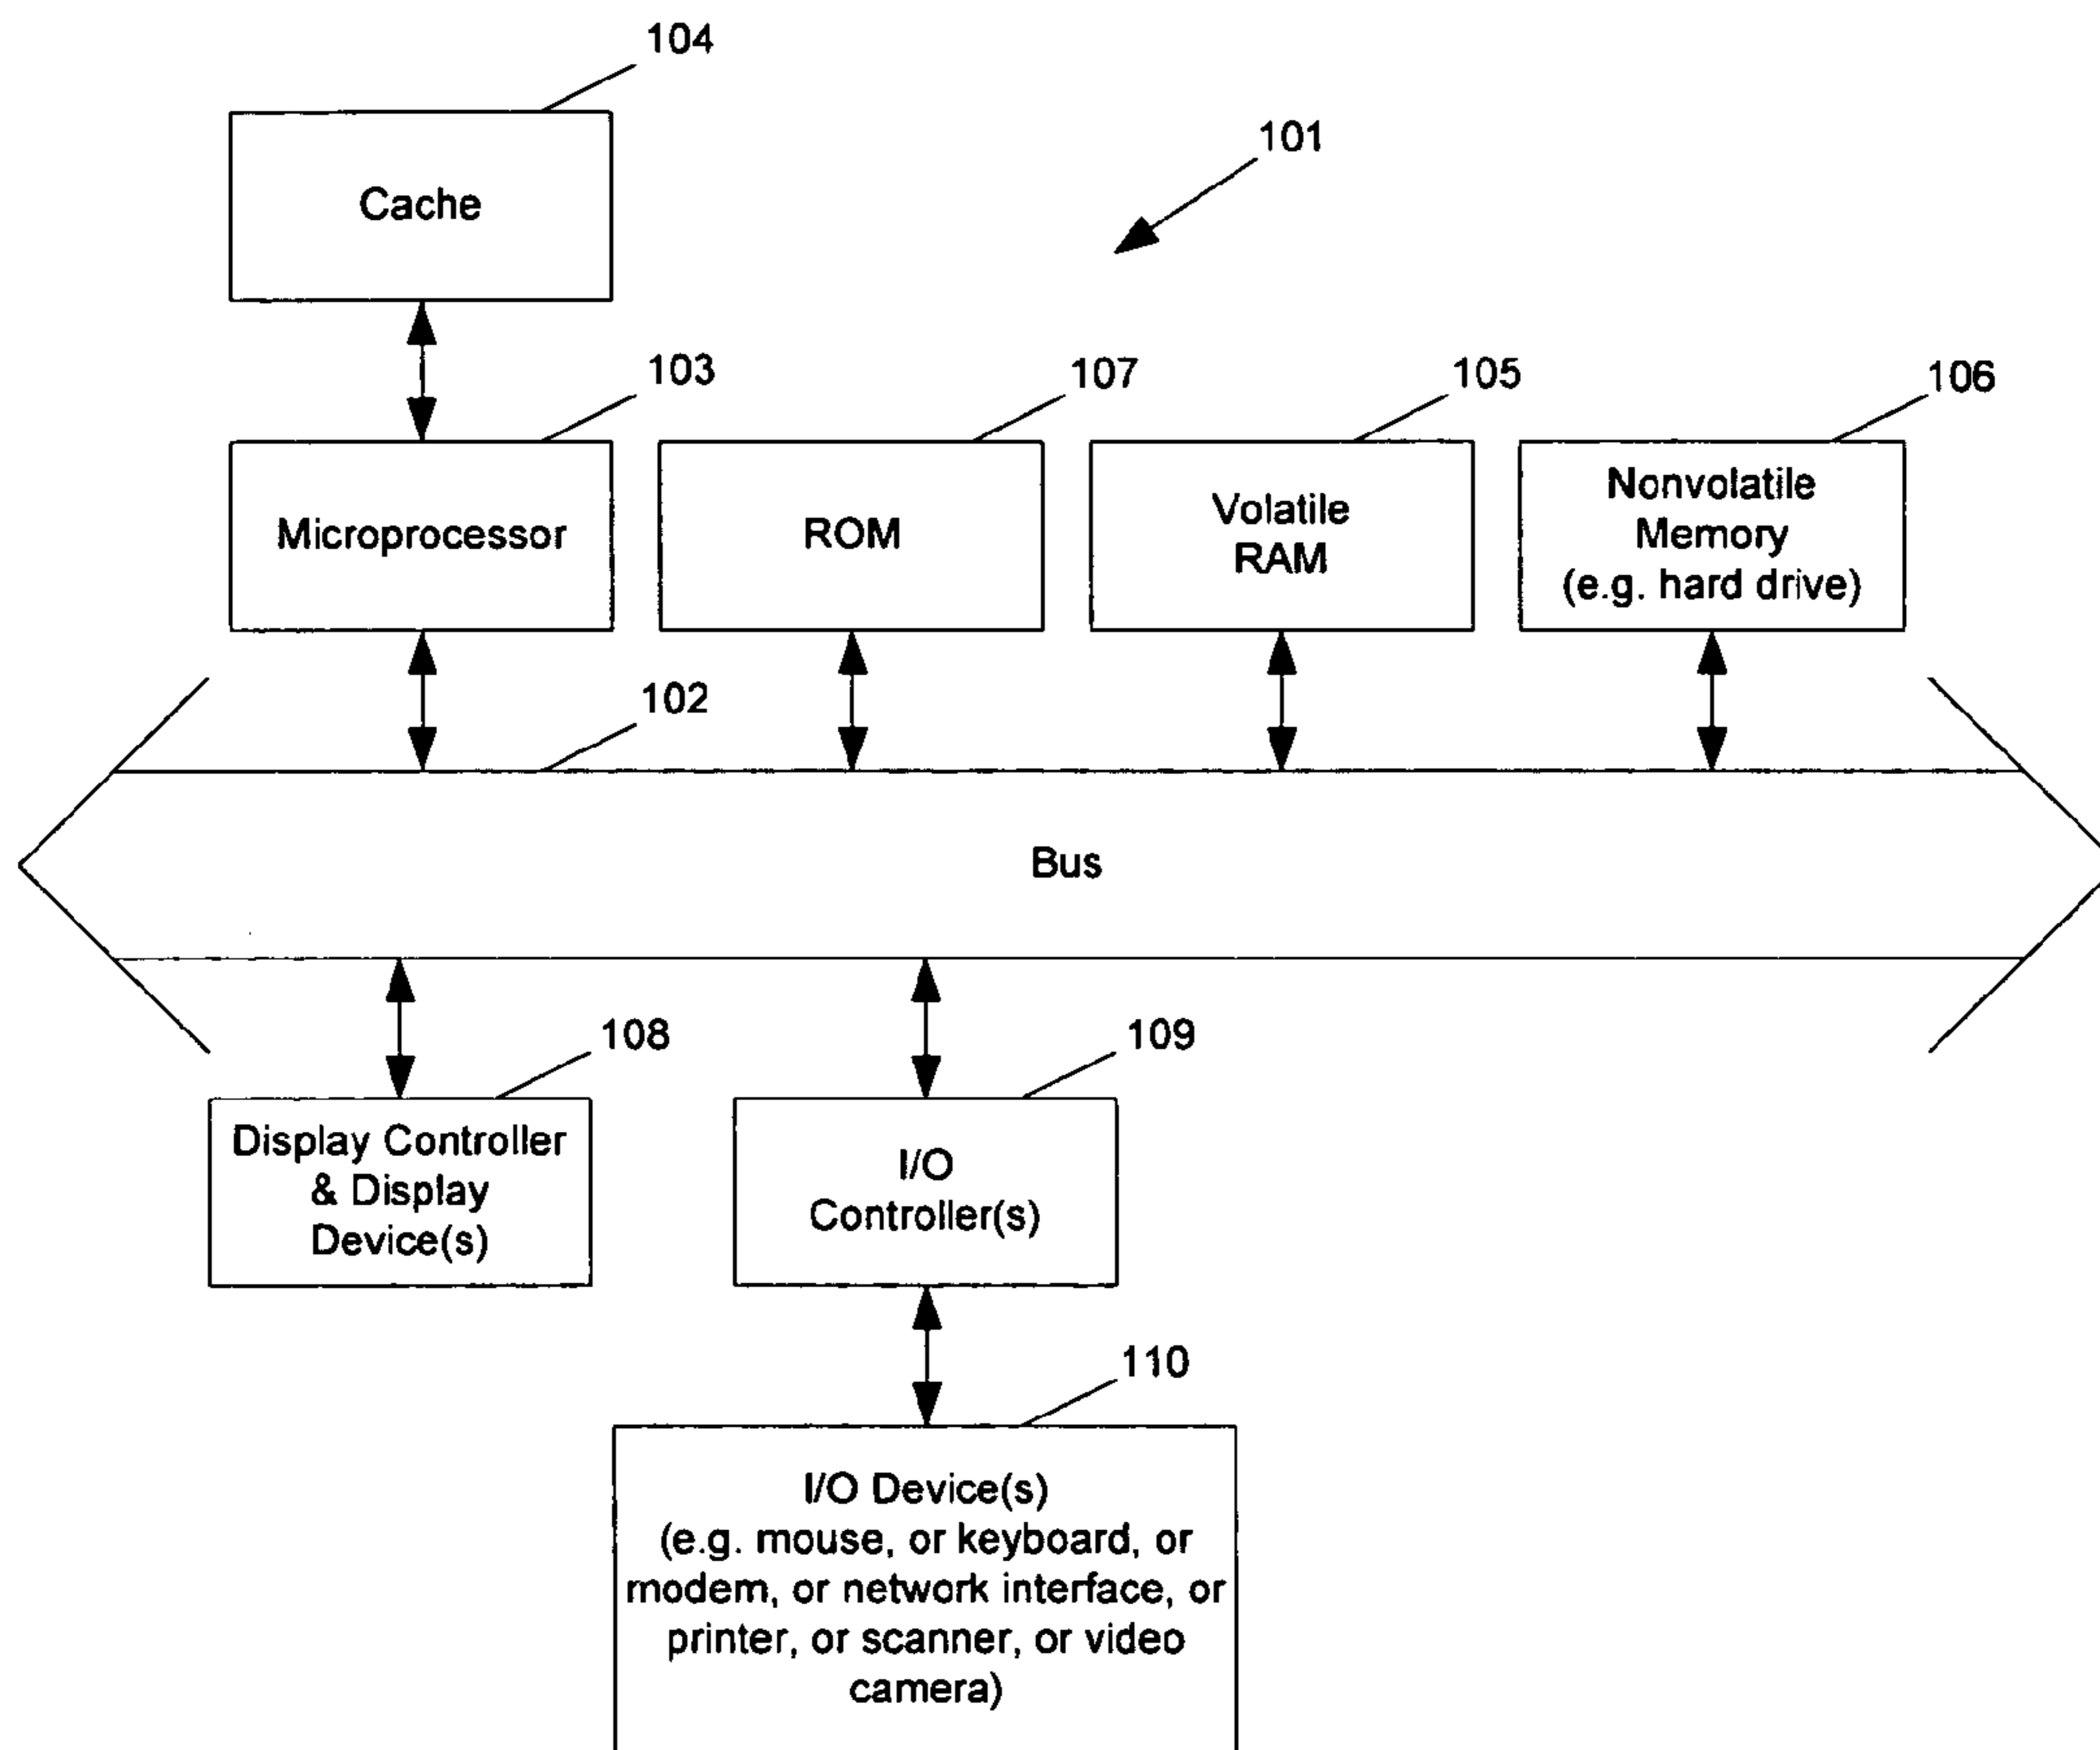 104
101
Cache
103
107
105
106
Microprocessor
ROM
Volatile
RAM
Nonvolatile
Memory
(e.g. hard drive)
102
Bus
108
109
Display Controller
& Display
Device(s)
I/O
Controller(s)
110
I/O Device(s)
(e.g. mouse, or keyboard, or
modem, or network interface, or
printer, or scanner, or video
camera)